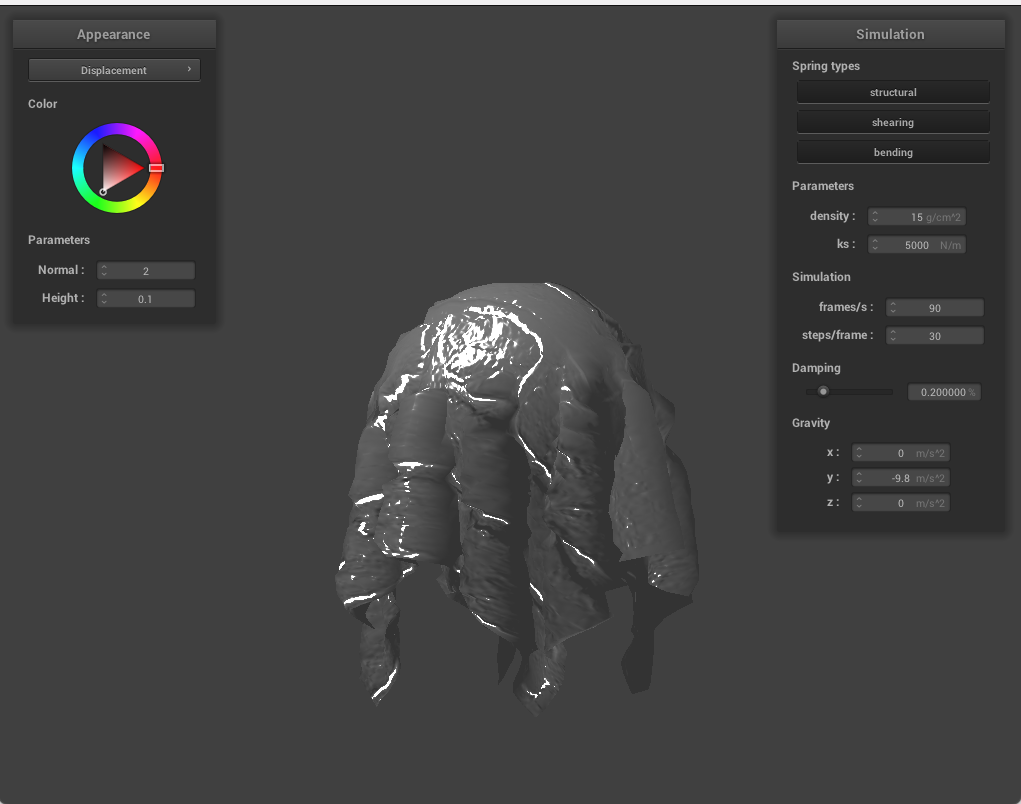 Appearance
Displacement
Color
Parameters
Normal : 2
Height : 0.1
Simulation
Spring types
structural
shearing
bending
Parameters
density : 15 g/cm^2
ks : 5000 N/m
Simulation
frames/s : 90
steps/frame : 30
Damping
0.200000 %
Gravity
x : 0 m/s^2
y : -9.8 m/s^2
z : 0 m/s^2